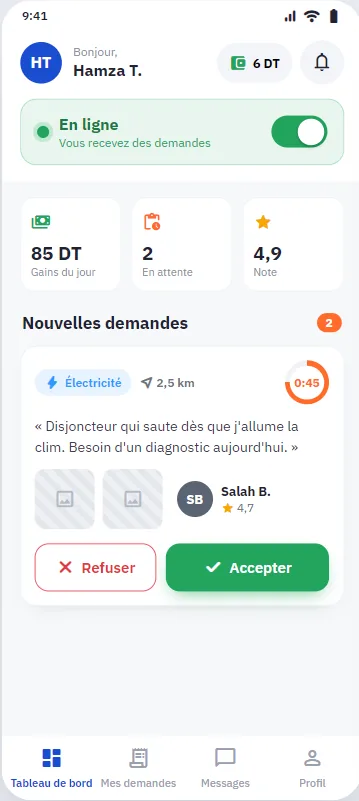 9:41
HT
Bonjour,
Hamza T.
6 DT
En ligne
Vous recevez des demandes
85 DT
Gains du jour
2
En attente
4,9
Note
Nouvelles demandes
2
Électricité
2,5 km
0:45
« Disjoncteur qui saute dès que j'allume la
clim. Besoin d'un diagnostic aujourd'hui. »
SB
Salah B.
4,7
Refuser
Accepter
Tableau de bord
Mes demandes
Messages
Profil